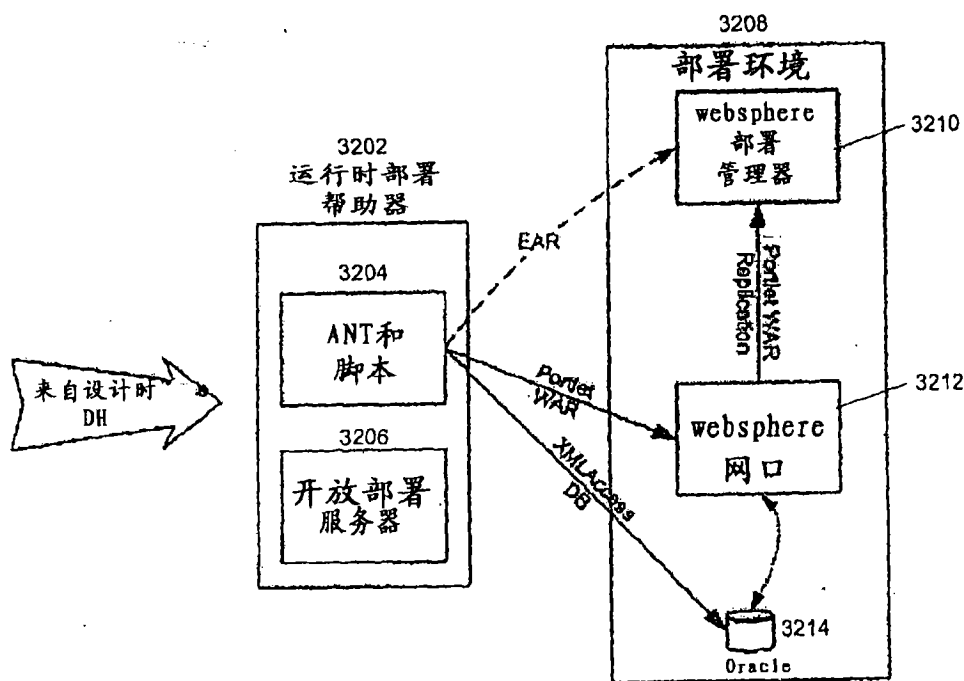 3208
部署环境
websphere
部署
管理器
3210
3202
运行时部署
帮助器
EAR
3204
ANT和
脚本
Portlet WAR
Replication
来自设计时
DH
Portlet
WAR
3212
websphere
网口
3206
开放部署
服务器
XMLAccess
DB
3214
Oracle